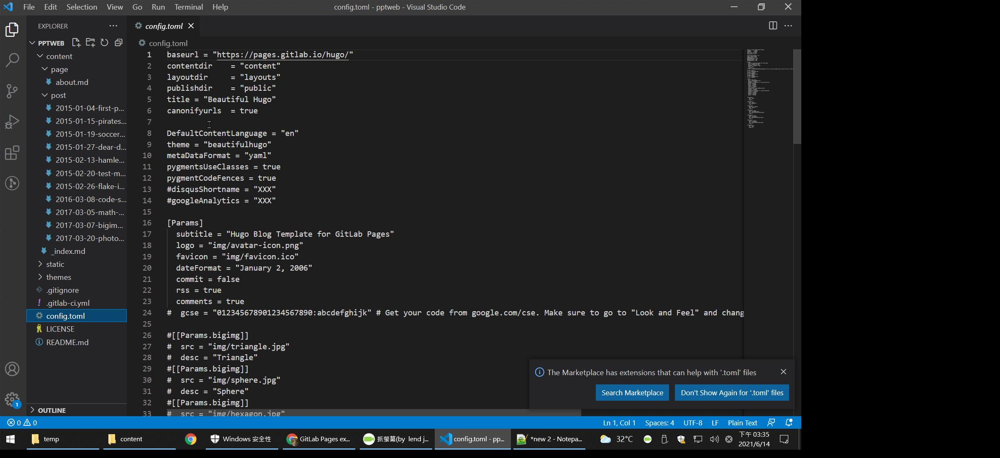 File Edit Selection View Go Run Terminal Help
config.toml - pptweb - Visual Studio Code
EXPLORER
PPTWEB
content
page
about.md
post
2015-01-04-first-p...
2015-01-15-pirates...
2015-01-19-soccer...
2015-01-27-dear-d...
2015-02-13-hamle...
2015-02-20-test-m...
2015-02-26-flake-i...
2016-03-08-code-s...
2017-03-05-math-...
2017-03-07-bigim...
2017-03-20-photo...
_index.md
static
themes
.gitignore
.gitlab-ci.yml
config.toml
LICENSE
README.md
OUTLINE
1
config.toml
config.toml
1 baseurl = "https://pages.gitlab.io/hugo/"
2 contentdir    = "content"
3 layoutdir     = "layouts"
4 publishdir    = "public"
5 title = "Beautiful Hugo"
6 canonifyurls  = true
7
8 DefaultContentLanguage = "en"
9 theme = "beautifulhugo"
10 metaDataFormat = "yaml"
11 pygmentsUseClasses = true
12 pygmentCodeFences = true
13 #disqusShortname = "XXX"
14 #googleAnalytics = "XXX"
15
16 [Params]
17   subtitle = "Hugo Blog Template for GitLab Pages"
18   logo = "img/avatar-icon.png"
19   favicon = "img/favicon.ico"
20   dateFormat = "January 2, 2006"
21   commit = false
22   rss = true
23   comments = true
24 #  gcse = "012345678901234567890:abcdefghijk" # Get your code from google.com/cse. Make sure to go to "Look and Feel" and chang
25
26 #[[Params.bigimg]]
27 #  src = "img/triangle.jpg"
28 #  desc = "Triangle"
29 #[[Params.bigimg]]
30 #  src = "img/sphere.jpg"
31 #  desc = "Sphere"
32 #[[Params.bigimg]]
33 #  src = "img/hexagon.jpg"
The Marketplace has extensions that can help with '.toml' files
Search Marketplace
Don't Show Again for '.toml' files
0 0
Ln 1, Col 1 Spaces: 4 UTF-8 LF Plain Text
temp
content
Windows 安全性
GitLab Pages ex...
抓螢幕(by lend j...
config.toml - pp...
*new 2 - Notepa...
32°C
下午 03:35
2021/6/14